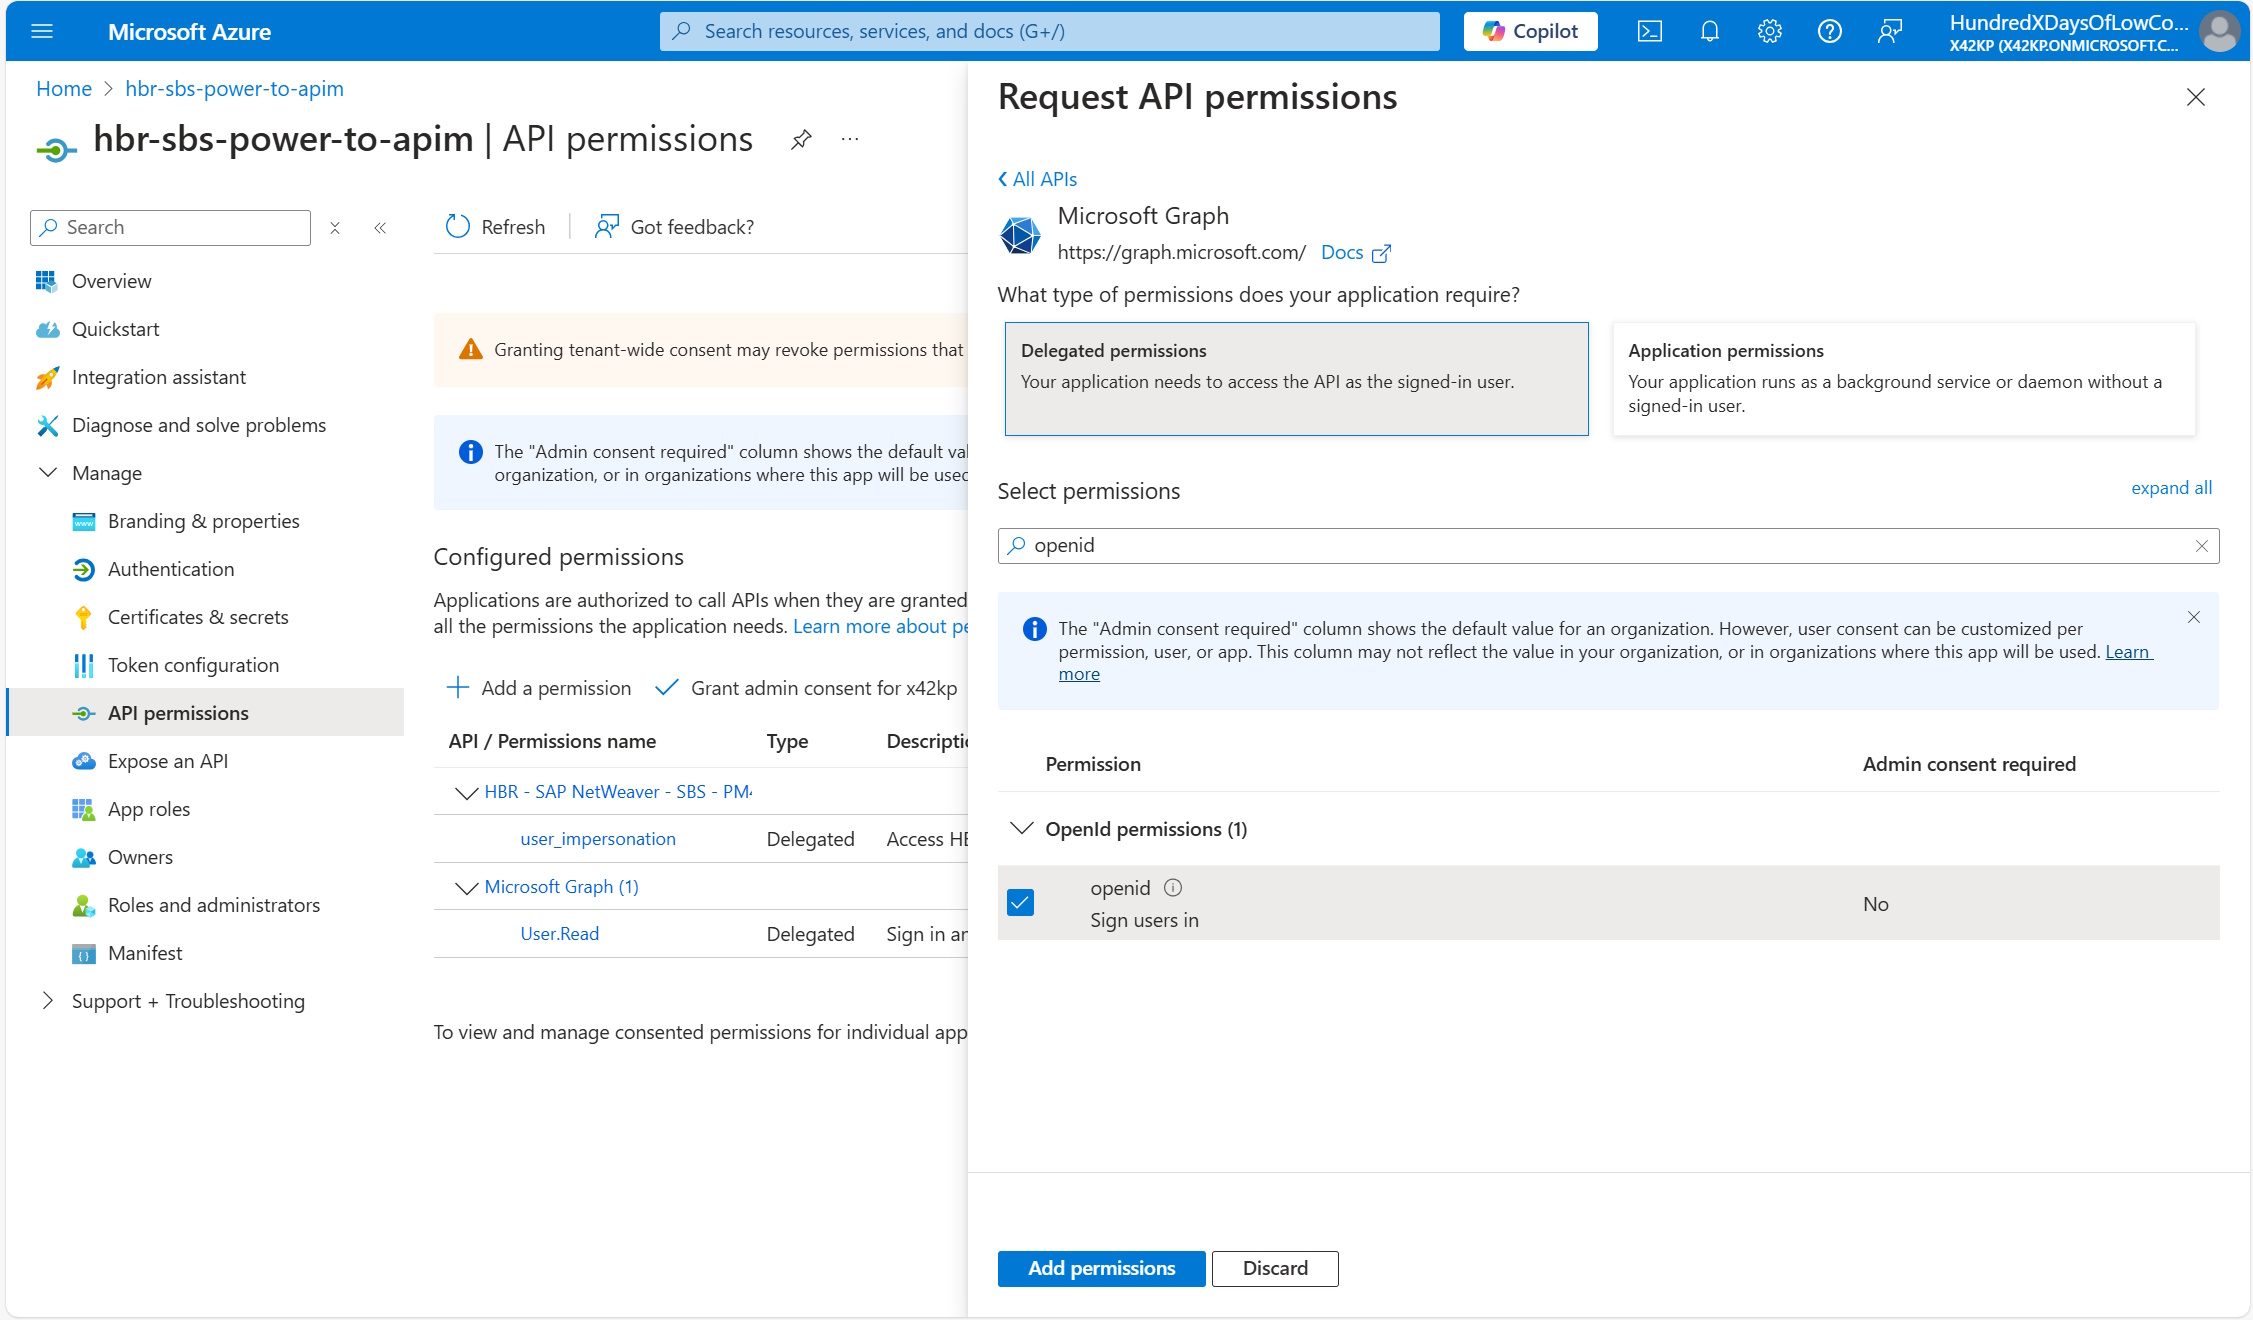 Microsoft Azure
Search resources, services, and docs (G+/)
Copilot
HundredXDaysOfLowCo...
X42KP (X42KP.ONMICROSOFT.C...
Home > hbr-sbs-power-to-apim
hbr-sbs-power-to-apim | API permissions
Search
Overview
Quickstart
Integration assistant
Diagnose and solve problems
Manage
Branding & properties
Authentication
Certificates & secrets
Token configuration
API permissions
Expose an API
App roles
Owners
Roles and administrators
Manifest
Support + Troubleshooting
Refresh
Got feedback?
Granting tenant-wide consent may revoke permissions that
The "Admin consent required" column shows the default va
organization, or in organizations where this app will be used
Configured permissions
Applications are authorized to call APIs when they are granted
all the permissions the application needs. Learn more about pe
Add a permission
Grant admin consent for x42kp
API / Permissions name Type Descriptio
HBR - SAP NetWeaver - SBS - PM4
user_impersonation Delegated Access HB
Microsoft Graph (1)
User.Read Delegated Sign in an
To view and manage consented permissions for individual app
Request API permissions
All APIs
Microsoft Graph
https://graph.microsoft.com/ Docs
What type of permissions does your application require?
Delegated permissions
Your application needs to access the API as the signed-in user.
Application permissions
Your application runs as a background service or daemon without a
signed-in user.
Select permissions
expand all
openid
The "Admin consent required" column shows the default value for an organization. However, user consent can be customized per
permission, user, or app. This column may not reflect the value in your organization, or in organizations where this app will be used. Learn
more
Permission Admin consent required
OpenId permissions (1)
openid
Sign users in
No
Add permissions
Discard